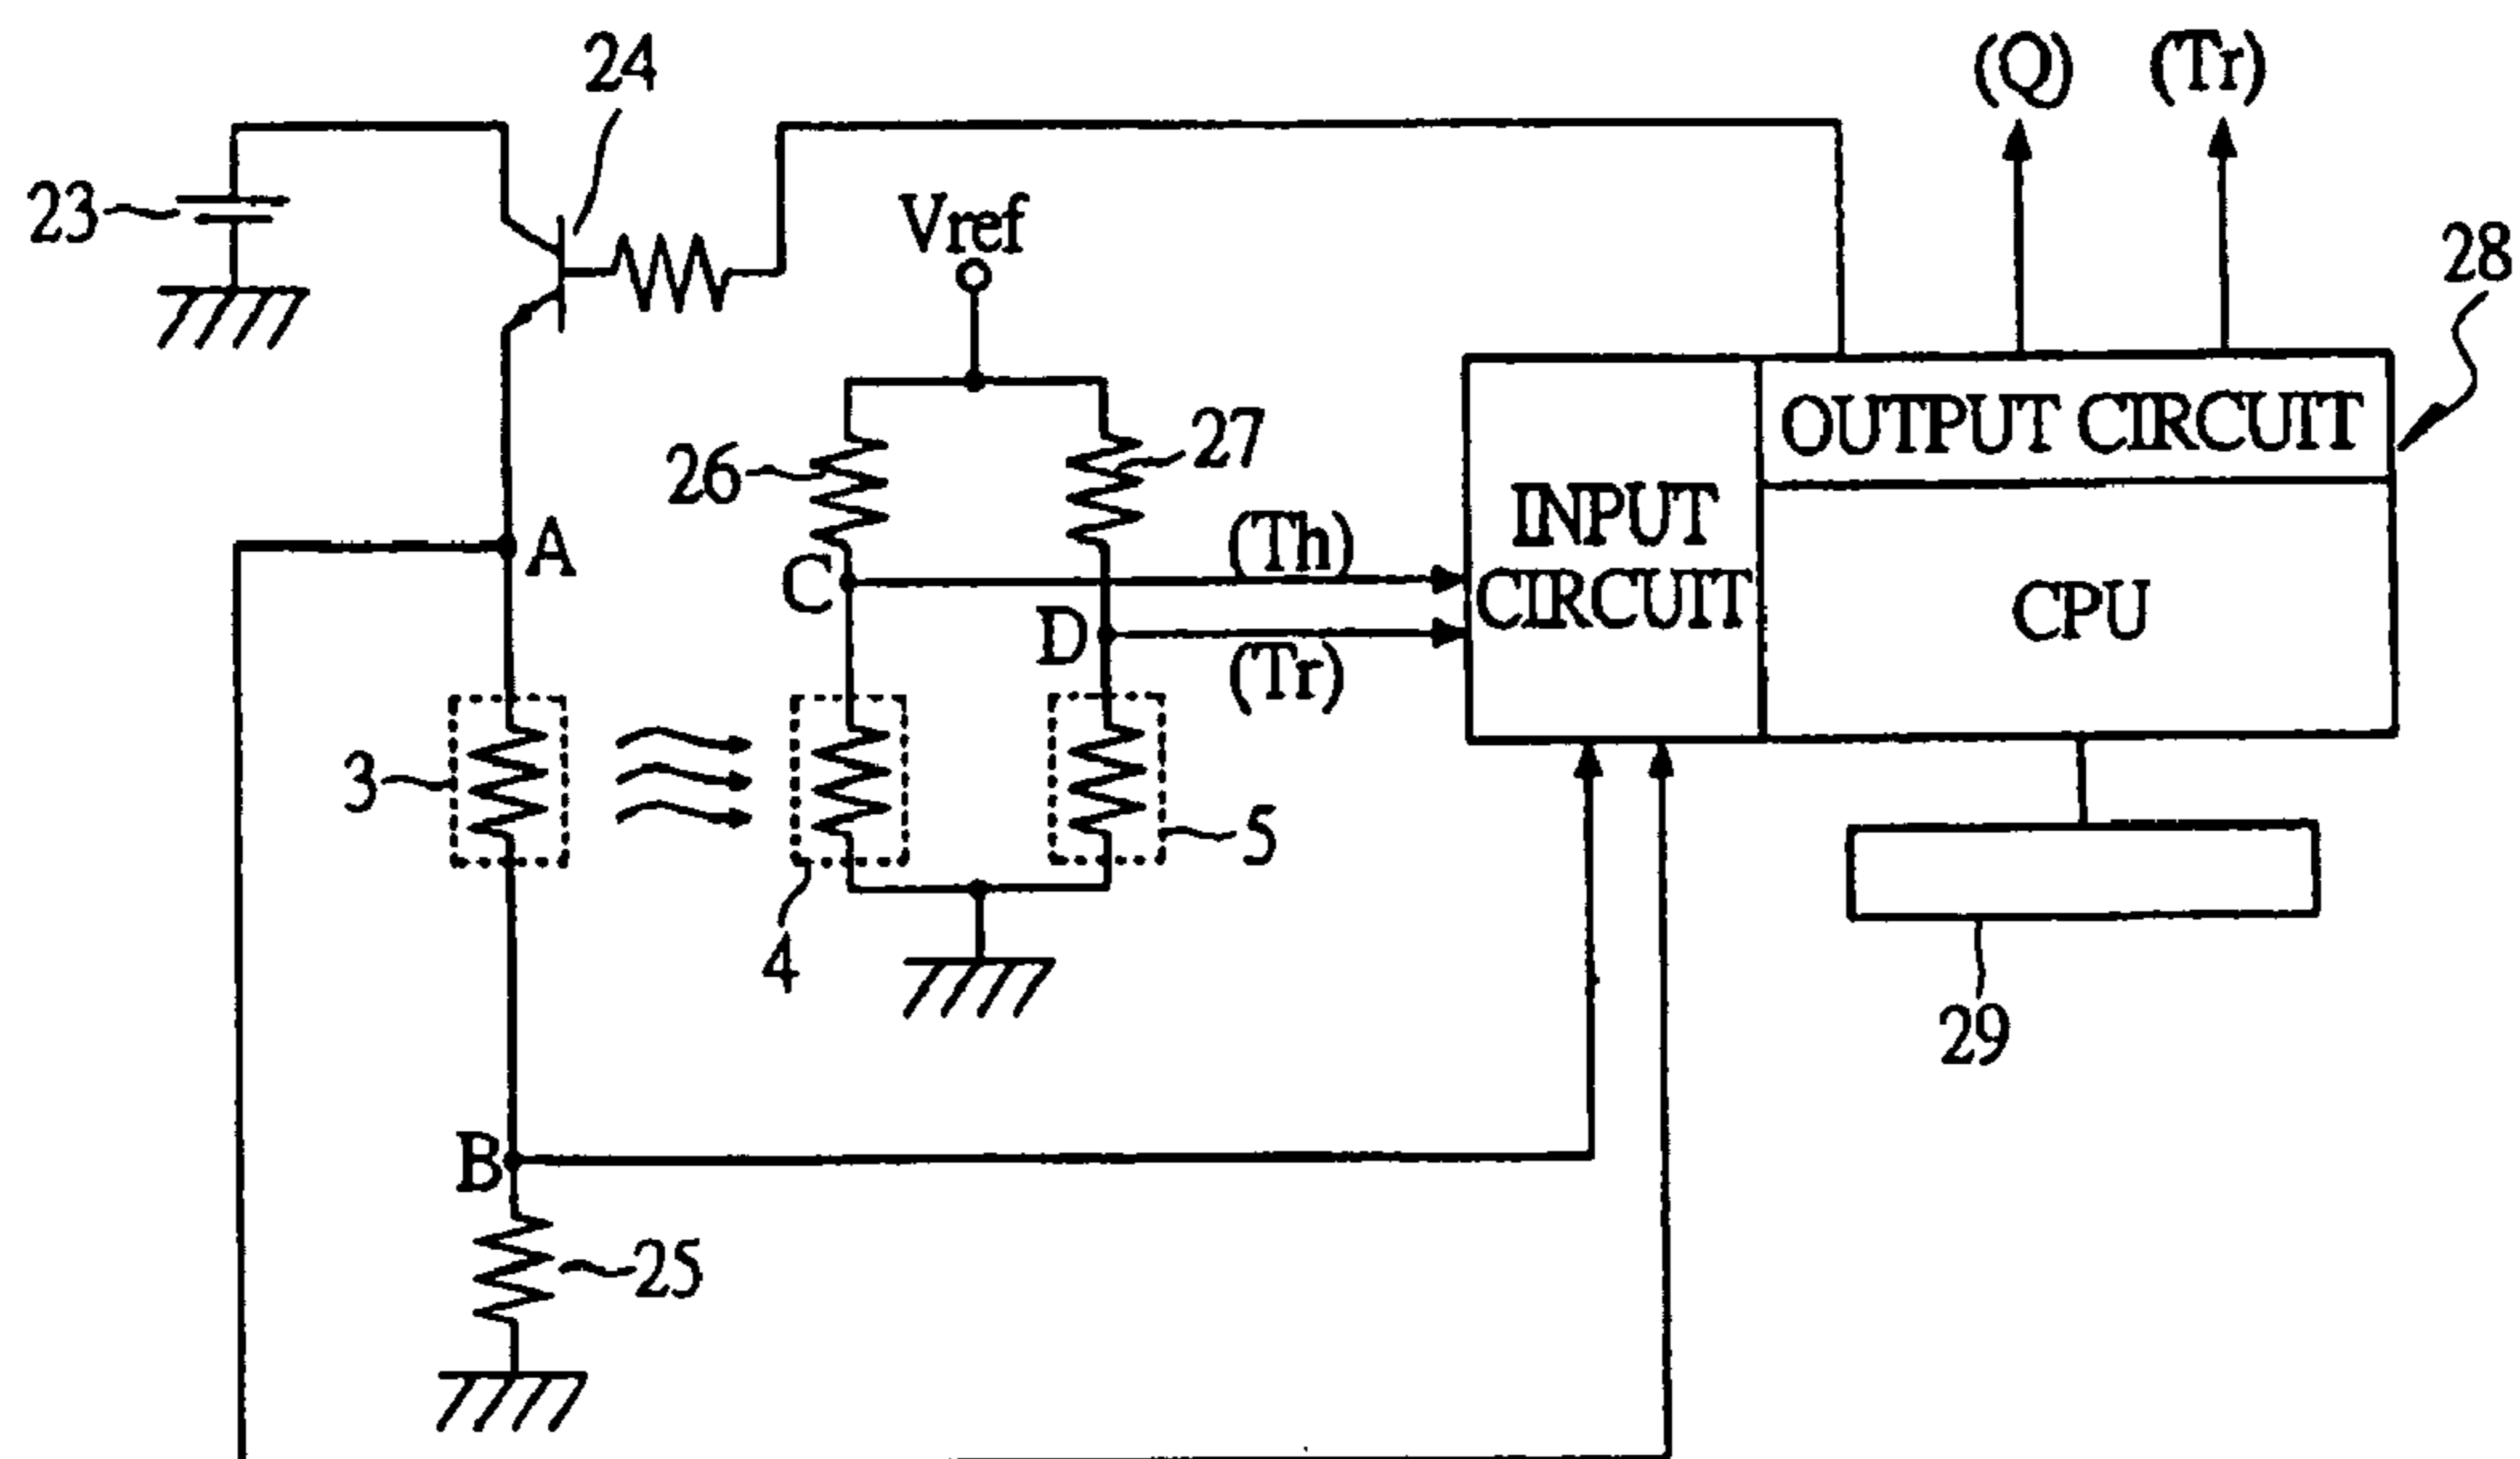 24
(Q) (Tr)
23
Vref
28
26
27
OUTPUT CIRCUIT
INPUT
CIRCUIT
CPU
A
C
(Th)
D
(Tr)
3
5
4
29
B
25